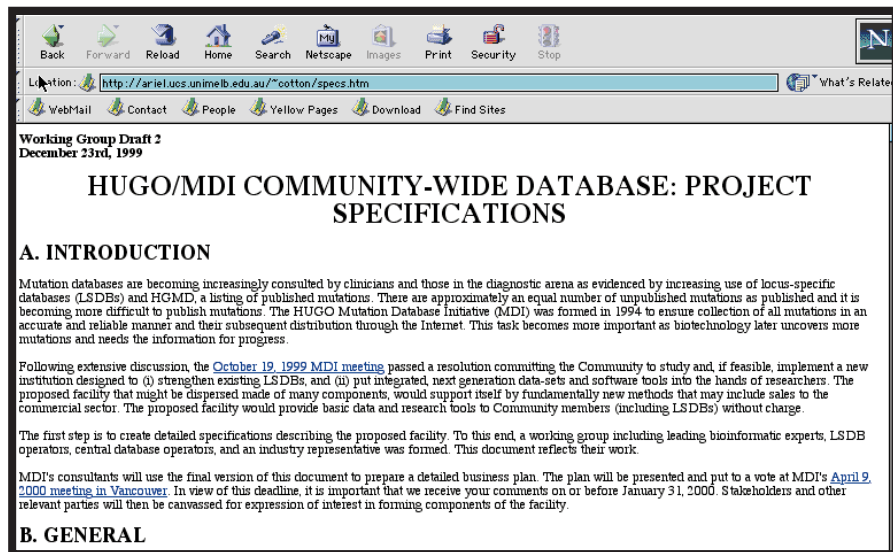 My
N
Back Forward Reload Home Search Netscape Images Print Security Stop
Location: http://ariel.ucs.unimelb.edu.au/~cotton/specs.htm What's Relate
WebMail Contact People Yellow Pages Download Find Sites
Working Group Draft 2
December 23rd, 1999
HUGO/MDI COMMUNITY-WIDE DATABASE: PROJECT
SPECIFICATIONS
A. INTRODUCTION
Mutation databases are becoming increasingly consulted by clinicians and those in the diagnostic arena as evidenced by increasing use of locus-specific
databases (LSDBs) and HGMD, a listing of published mutations. There are approximately an equal number of unpublished mutations as published and it is
becoming more difficult to publish mutations. The HUGO Mutation Database Initiative (MDI) was formed in 1994 to ensure collection of all mutations in an
accurate and reliable manner and their subsequent distribution through the Internet. This task becomes more important as biotechnology later uncovers more
mutations and needs the information for progress.
Following extensive discussion, the October 19, 1999 MDI meeting passed a resolution committing the Community to study and, if feasible, implement a new
institution designed to (i) strengthen existing LSDBs, and (ii) put integrated, next generation data-sets and software tools into the hands of researchers. The
proposed facility that might be dispersed made of many components, would support itself by fundamentally new methods that may include sales to the
commercial sector. The proposed facility would provide basic data and research tools to Community members (including LSDBs) without charge.
The first step is to create detailed specifications describing the proposed facility. To this end, a working group including leading bioinformatic experts, LSDB
operators, central database operators, and an industry representative was formed. This document reflects their work.
MDI's consultants will use the final version of this document to prepare a detailed business plan. The plan will be presented and put to a vote at MDI's April 9,
2000 meeting in Vancouver. In view of this deadline, it is important that we receive your comments on or before January 31, 2000. Stakeholders and other
relevant parties will then be canvassed for expression of interest in forming components of the facility.
B. GENERAL